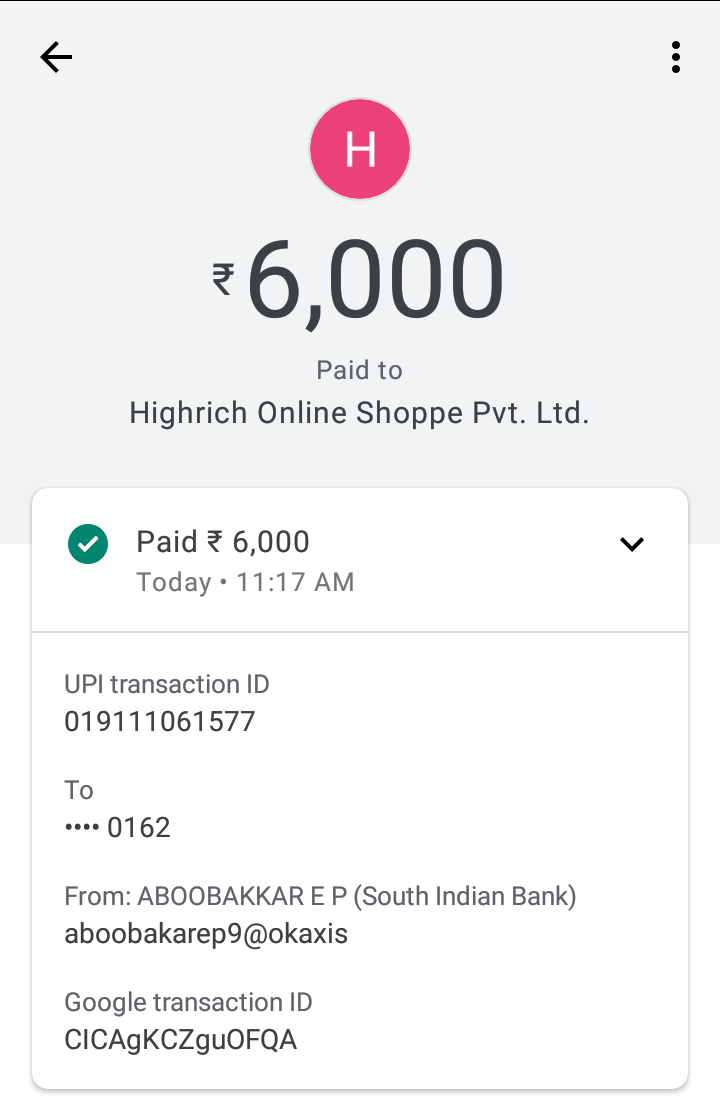 H
₹6,000
Paid to
Highrich Online Shoppe Pvt. Ltd.
Paid ₹ 6,000
Today • 11:17 AM
UPI transaction ID
019111061577
To
•••• 0162
From: ABOOBAKKAR E P (South Indian Bank)
aboobakarep9@okaxis
Google transaction ID
CICAgKCZguOFQA